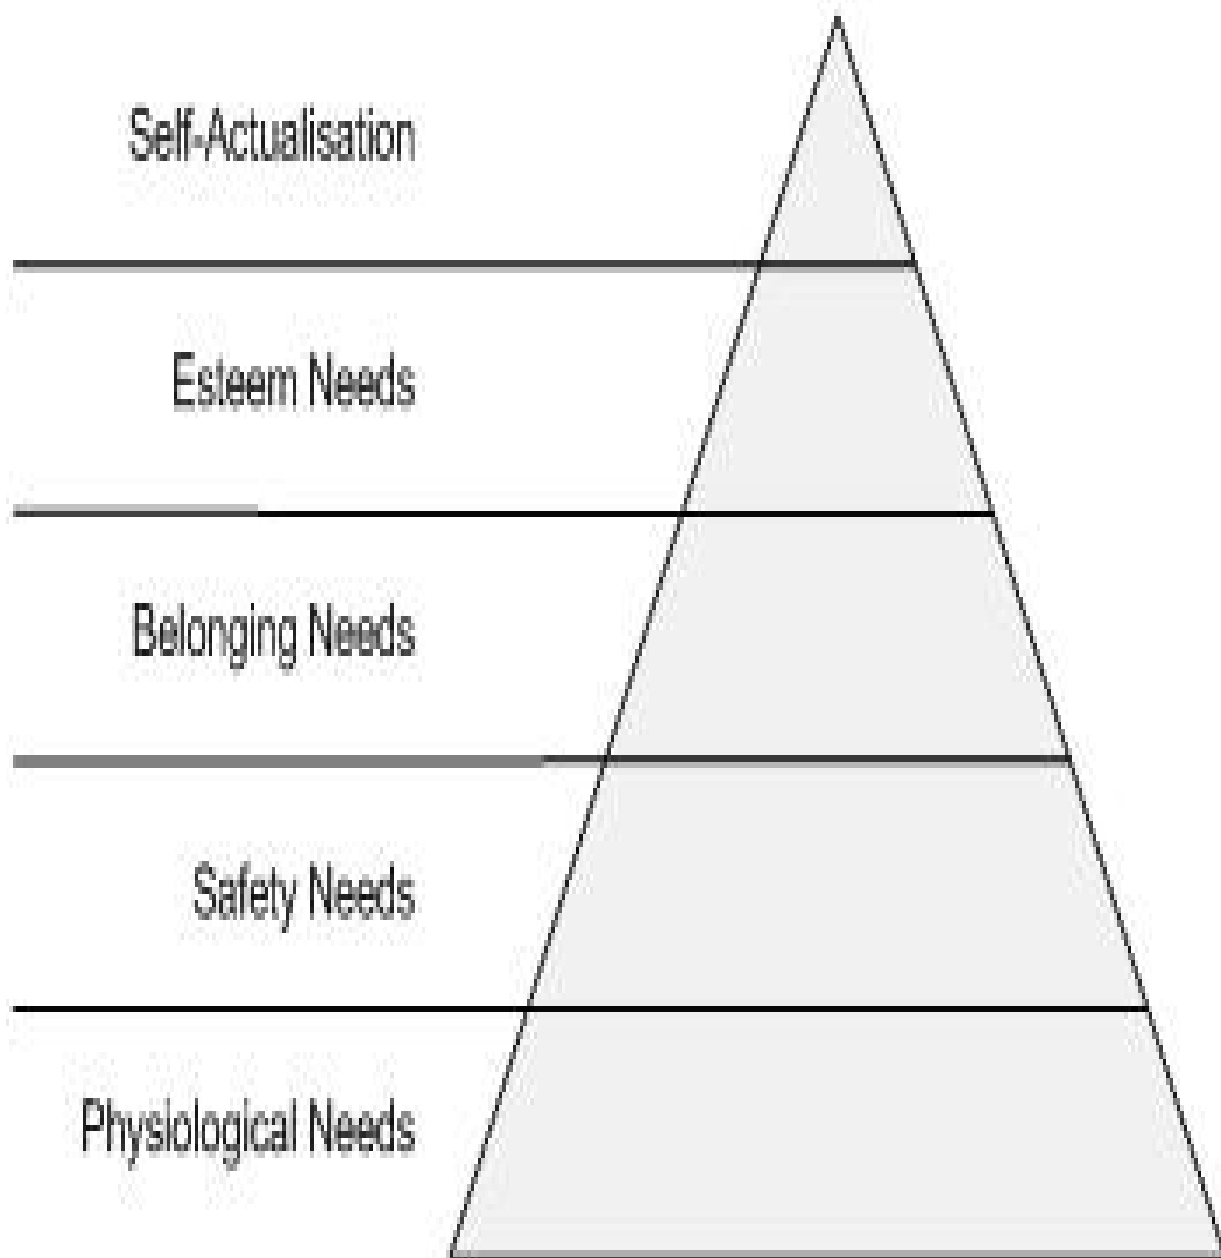 Self-Actualisation
Esteem Needs
Belonging Needs
Safety Needs
Physiological Needs